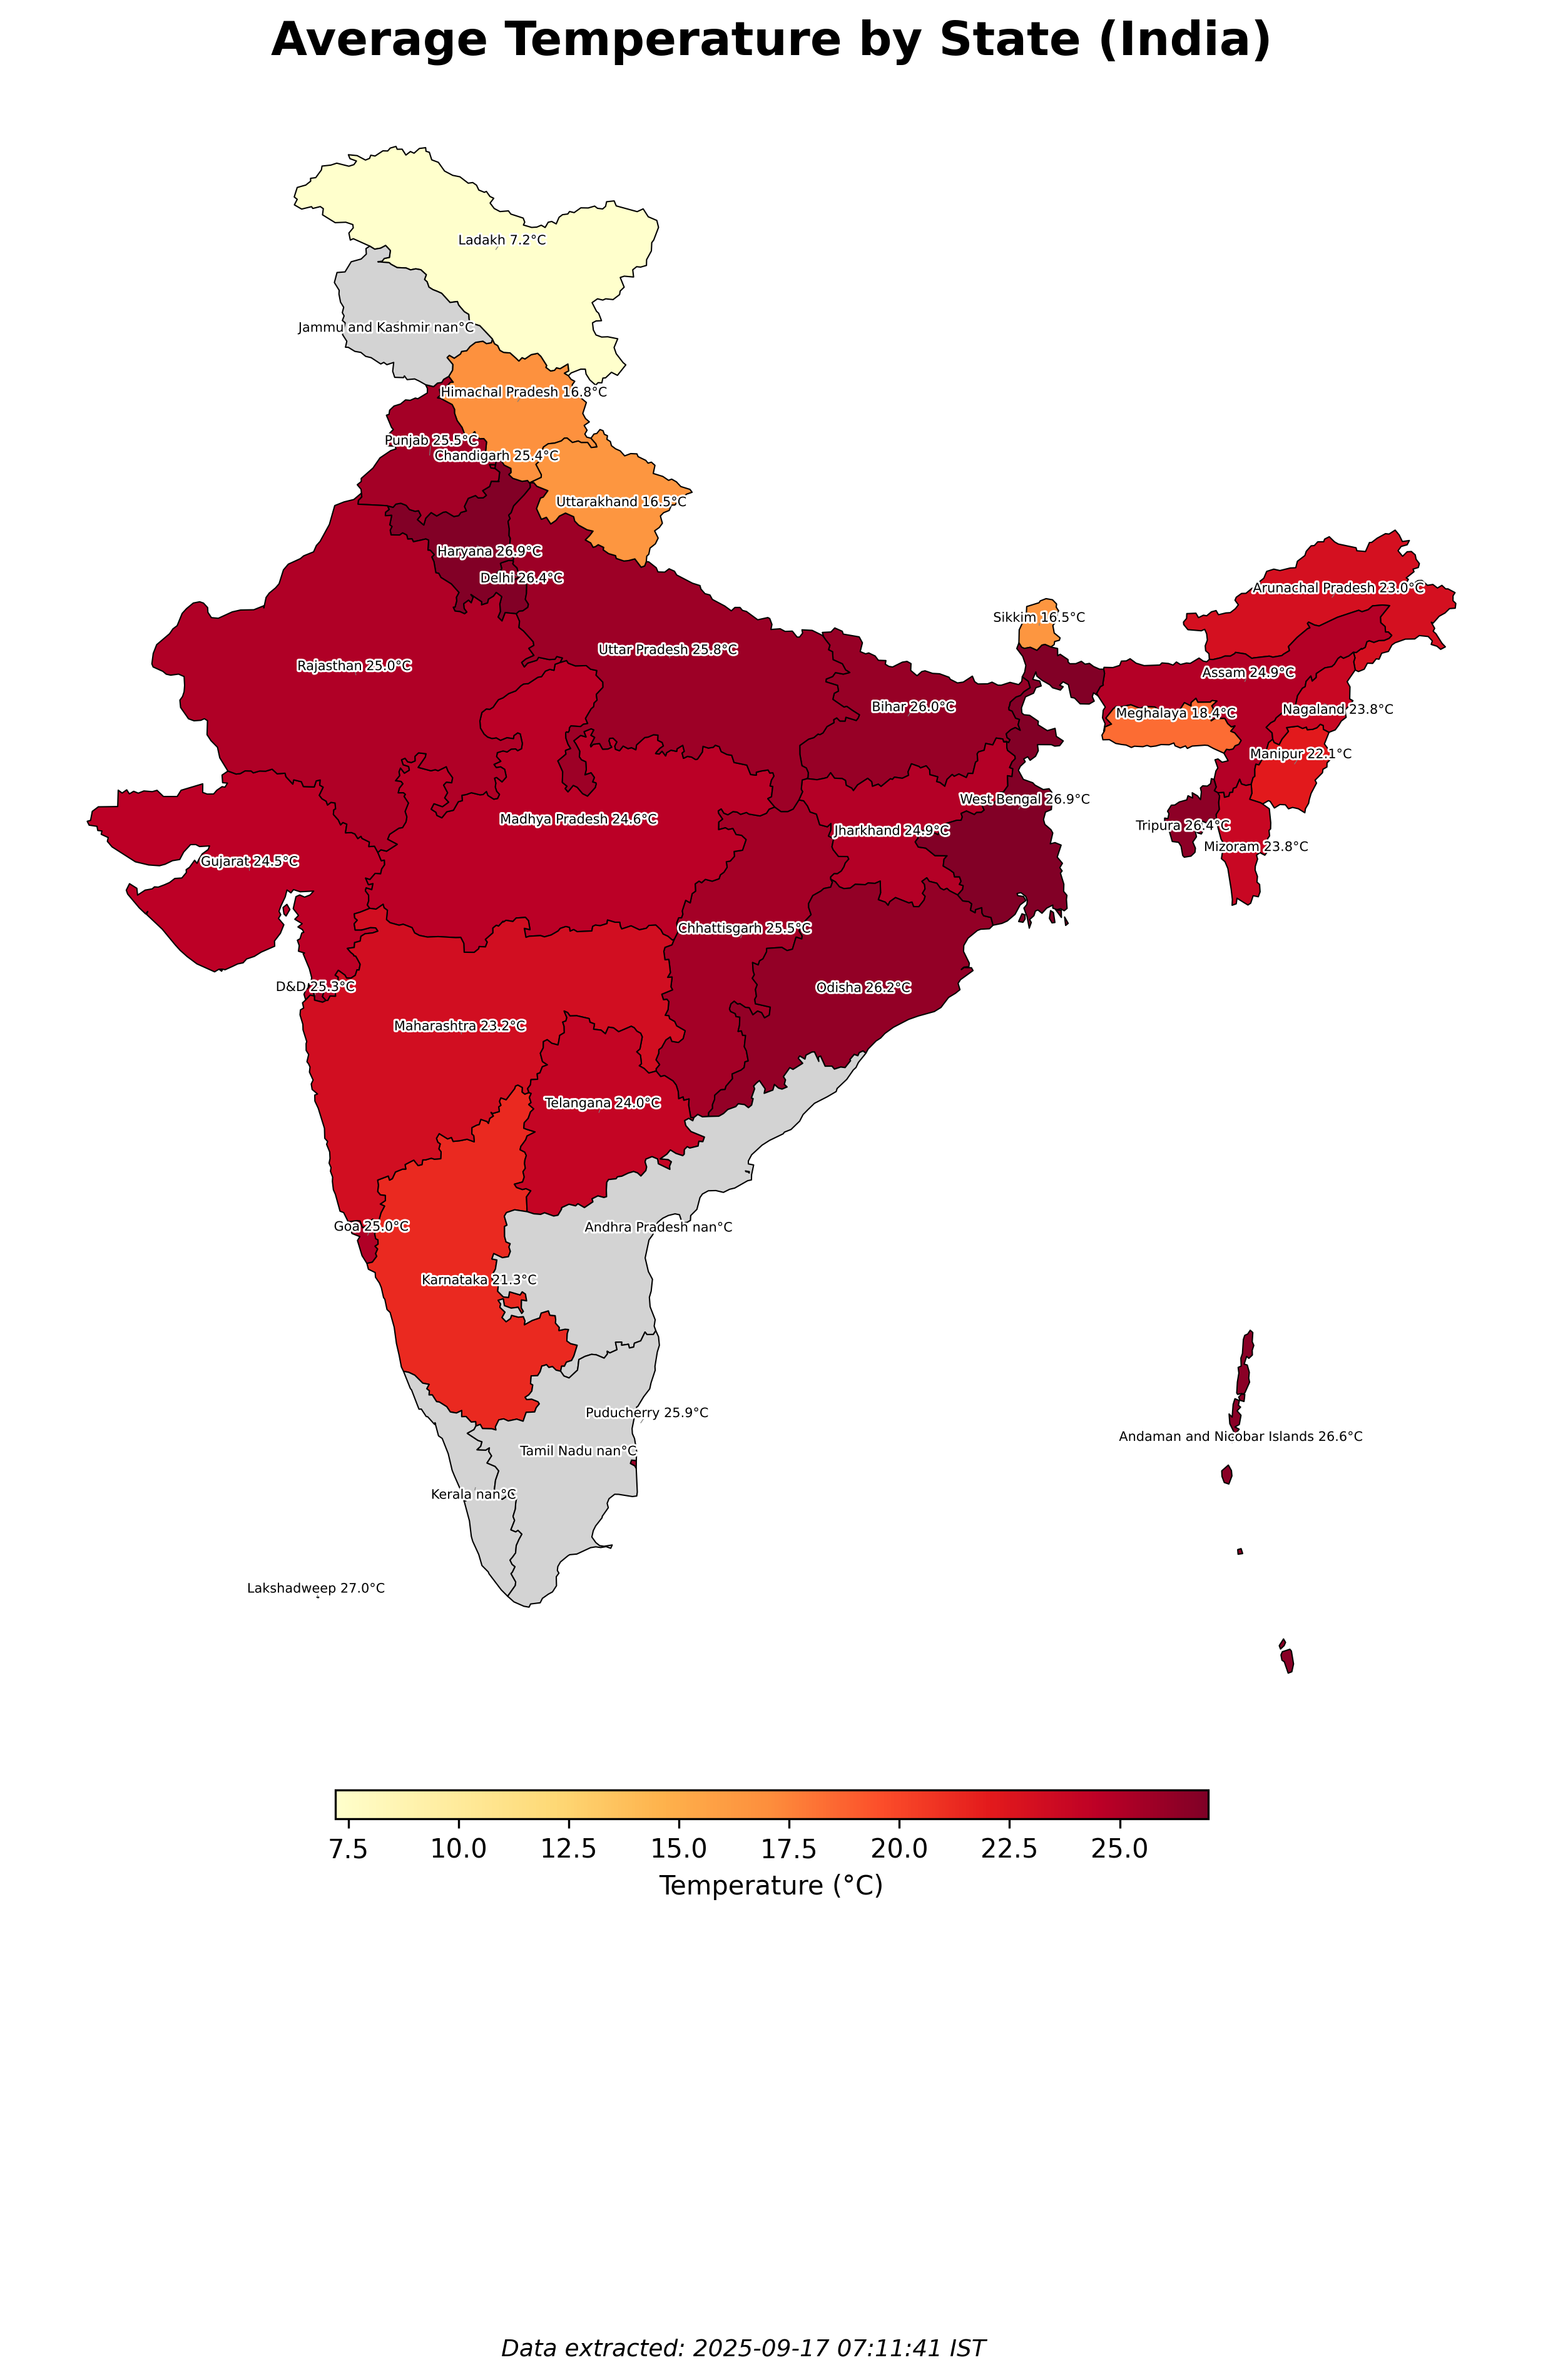 Average Temperature by State (India)
Ladakh 7.2°C
Jammu and Kashmir nan°C
Himachal Pradesh 16.8°C
Punjab 25.5°C
Chandigarh 25.4°C
Uttarakhand 16.5°C
Haryana 26.9°C
Delhi 26.4°C
Arunachal Pradesh 23.0°C
Sikkim 16.5°C
Uttar Pradesh 25.8°C
Rajasthan 25.0°C
Assam 24.9°C
Bihar 26.0°C
Nagaland 23.8°C
Meghalaya 18.4°C
Manipur 22.1°C
West Bengal 26.9°C
Madhya Pradesh 24.6°C
Tripura 26.4°C
Jharkhand 24.9°C
Mizoram 23.8°C
Gujarat 24.5°C
Chhattisgarh 25.5°C
D&D 25.3°C
Odisha 26.2°C
Maharashtra 23.2°C
Telangana 24.0°C
Goa 25.0°C
Andhra Pradesh nan°C
Karnataka 21.3°C
Puducherry 25.9°C
Andaman and Nicobar Islands 26.6°C
Tamil Nadu nan°C
Kerala nan°C
Lakshadweep 27.0°C
7.5 10.0 12.5 15.0 17.5 20.0 22.5 25.0
Temperature (°C)
Data extracted: 2025-09-17 07:11:41 IST